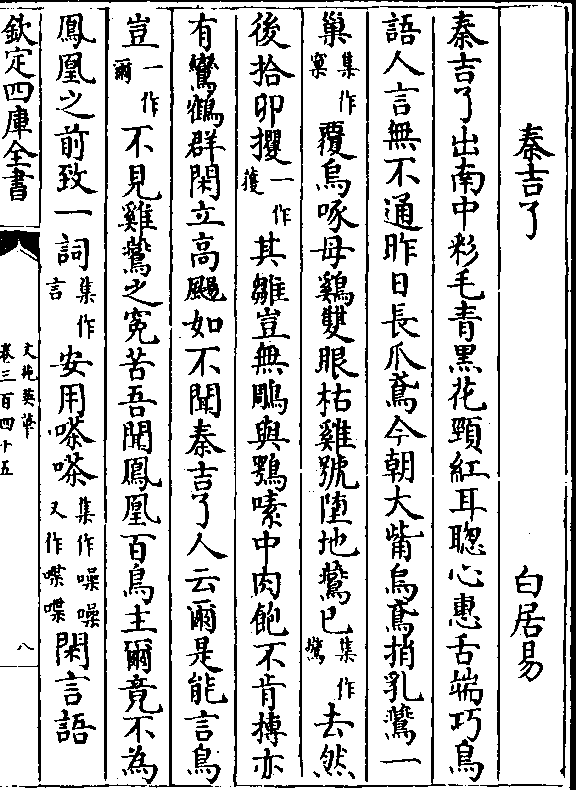 秦吉了 白居易
秦吉了出南中彩毛青黑花頸紅耳聰心惠舌端巧鳥
語人言無不通昨日長爪鳶今朝大觜烏鳶捎乳鷰一
巢集作窠覆烏啄母鷄雙眼枯雞號墮地鷰已集作驚去然
後拾卵攫一作獲其雛豈無鵰與鶚嗉中肉飽不肯搏亦
有鸞鶴群閑立高颺如不聞秦吉了人云爾是能言鳥
豈一作爾不見雞鷰之寃苦吾聞鳳凰百鳥主爾竟不為
鳳凰之前致一詞集作言安用嗏嗏集作噪噪又作喋喋閑言語
欽定四庫全書
文苑英華
卷三百四十五
八